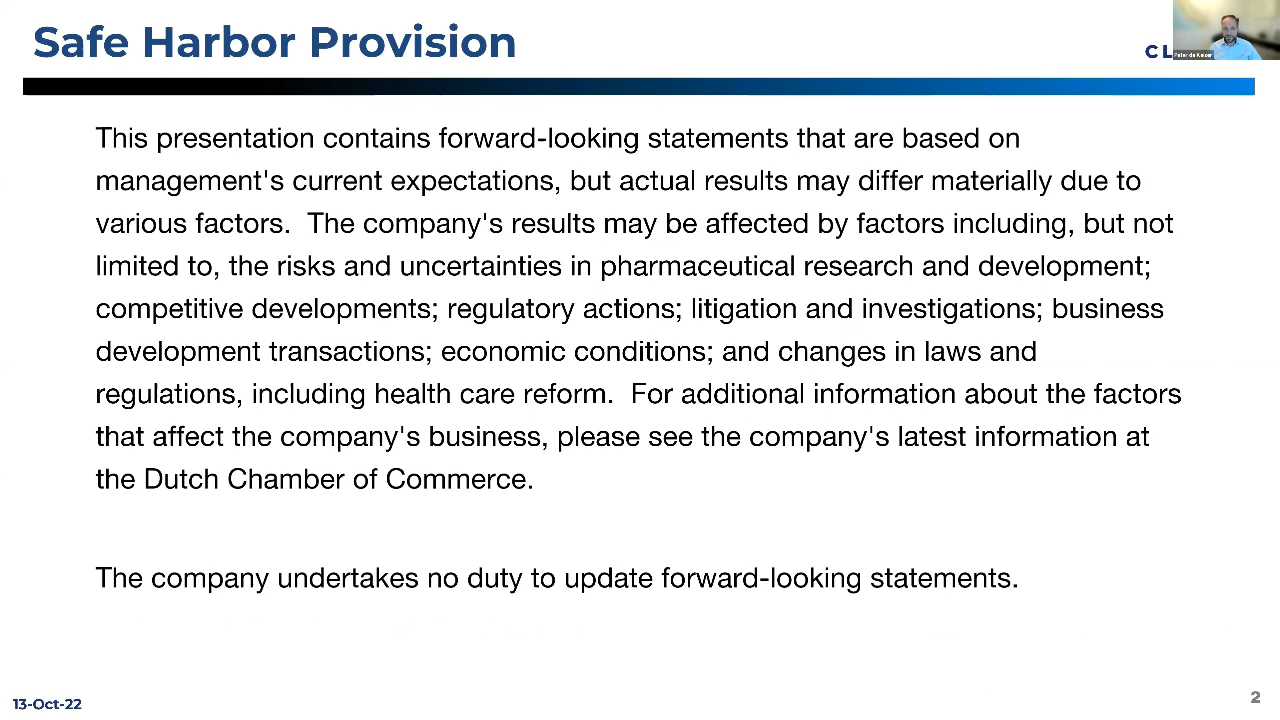 Safe Harbor Provision
CL
Peter de Keizer
This presentation contains forward-looking statements that are based on
management's current expectations, but actual results may differ materially due to
various factors.  The company's results may be affected by factors including, but not
limited to, the risks and uncertainties in pharmaceutical research and development;
competitive developments; regulatory actions; litigation and investigations; business
development transactions; economic conditions; and changes in laws and
regulations, including health care reform.  For additional information about the factors
that affect the company's business, please see the company's latest information at
the Dutch Chamber of Commerce.
The company undertakes no duty to update forward-looking statements.
13-Oct-22
2